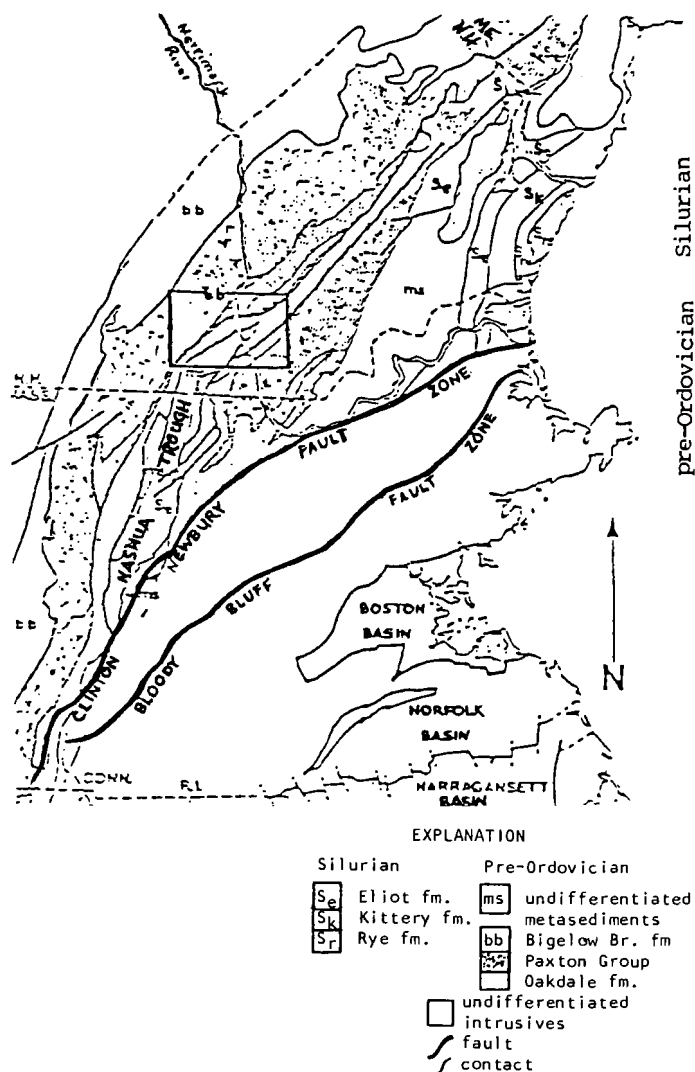 Merrimack
River
ME
N.H.
bb
bb
Se
Sk
ms
N.H.
MASS.
NASHUA TROUGH
CLINTON NEWBURY FAULT ZONE
BLOODY BLUFF FAULT ZONE
bb
BOSTON
BASIN
NORFOLK
BASIN
NARRAGANSETT
BASIN
CONN.
R.I.
N
pre-Ordovician Silurian
EXPLANATION
Silurian
Se Eliot fm.
Sk Kittery fm.
Sr Rye fm.
Pre-Ordovician
ms undifferentiated
metasediments
bb Bigelow Br. fm
Paxton Group
Oakdale fm.
undifferentiated
intrusives
fault
contact